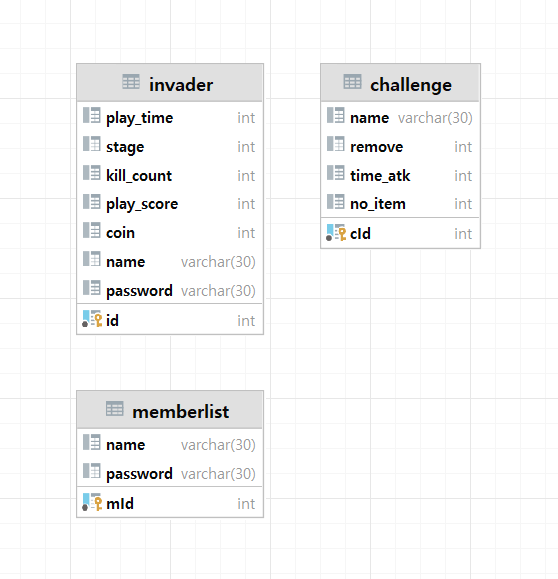 invader
play_time int
stage int
kill_count int
play_score int
coin int
name varchar(30)
password varchar(30)
id int
challenge
name varchar(30)
remove int
time_atk int
no_item int
cId int
memberlist
name varchar(30)
password varchar(30)
mId int